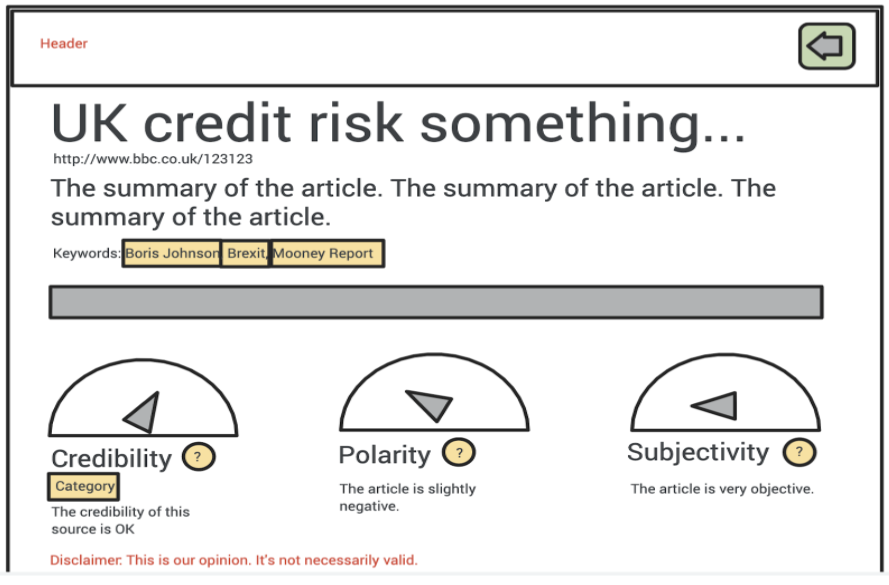 Header
UK credit risk something...
http://www.bbc.co.uk/123123
The summary of the article. The summary of the article. The
summary of the article.
Keywords: Boris Johnson Brexit, Mooney Report
Credibility ?
Category
The credibility of this
source is OK
Polarity ?
The article is slightly
negative.
Subjectivity ?
The article is very objective.
Disclaimer: This is our opinion. It's not necessarily valid.